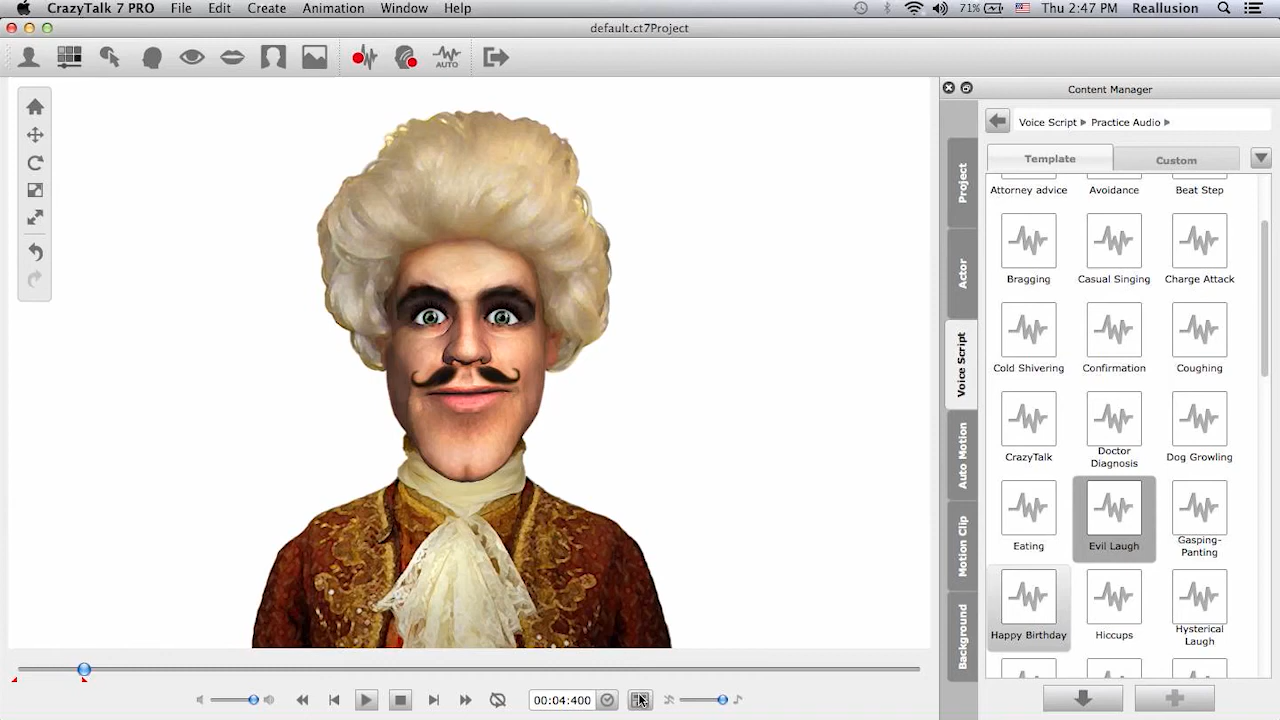 CrazyTalk 7 PRO File Edit Create Animation Window Help 71% Thu 2:47 PM Reallusion
default.ct7Project
AUTO
Content Manager
Voice Script ▸ Practice Audio ▸
Template Custom
Project
Actor
Voice Script
Auto Motion
Motion Clip
Background
Attorney advice Avoidance Beat Step
Bragging Casual Singing Charge Attack
Cold Shivering Confirmation Coughing
CrazyTalk Doctor Diagnosis Dog Growling
Eating Evil Laugh Gasping-Panting
Happy Birthday Hiccups Hysterical Laugh
00:04:400